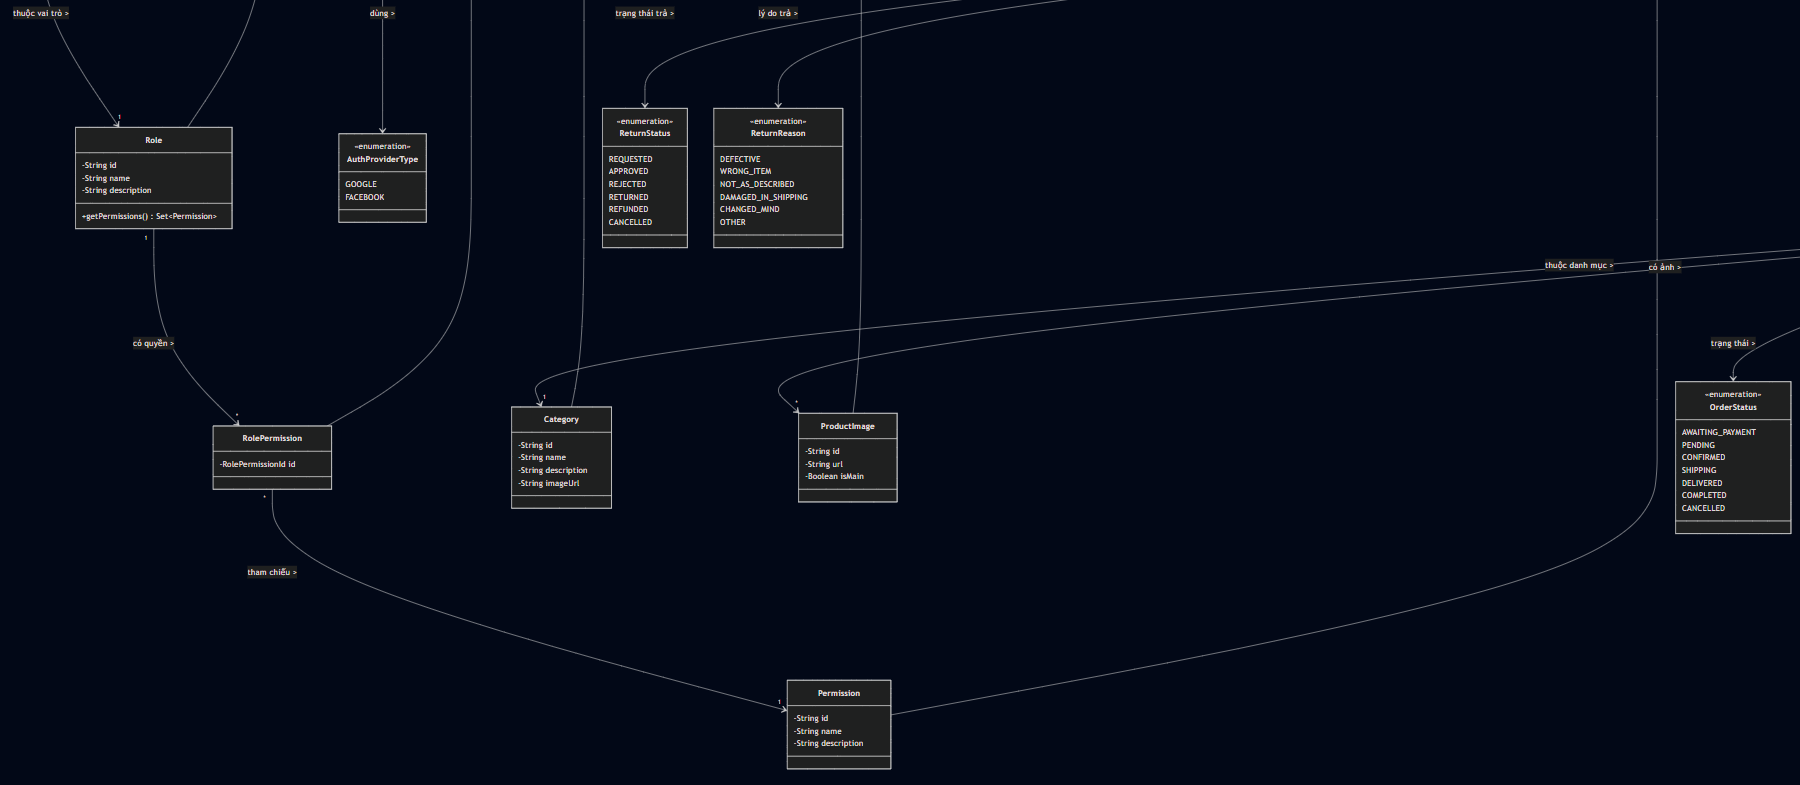 thuộc vai trò >
dùng >
trạng thái trả >
lý do trả >
1
Role
-String id
-String name
-String description
+getPermissions() : Set<Permission>
1
«enumeration»
AuthProviderType
GOOGLE
FACEBOOK
«enumeration»
ReturnStatus
REQUESTED
APPROVED
REJECTED
RETURNED
REFUNDED
CANCELLED
«enumeration»
ReturnReason
DEFECTIVE
WRONG_ITEM
NOT_AS_DESCRIBED
DAMAGED_IN_SHIPPING
CHANGED_MIND
OTHER
thuộc danh mục >
có ảnh >
có quyền >
trạng thái >
*
RolePermission
-RolePermissionId id
*
1
Category
-String id
-String name
-String description
-String imageUrl
*
ProductImage
-String id
-String url
-Boolean isMain
«enumeration»
OrderStatus
AWAITING_PAYMENT
PENDING
CONFIRMED
SHIPPING
DELIVERED
COMPLETED
CANCELLED
tham chiếu >
1
Permission
-String id
-String name
-String description